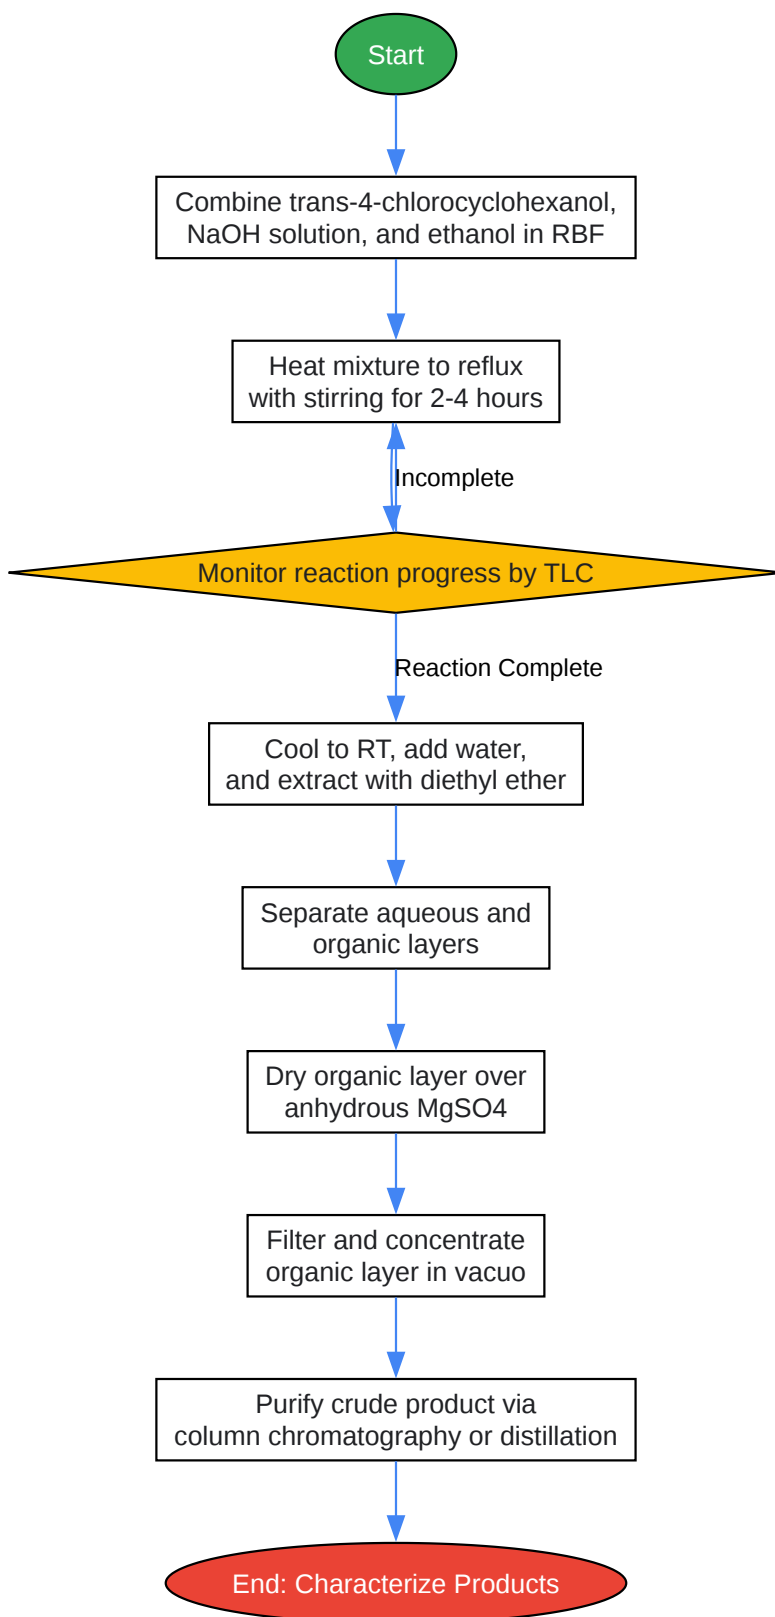 Start
Combine trans-4-chlorocyclohexanol,
NaOH solution, and ethanol in RBF
Heat mixture to reflux
with stirring for 2-4 hours
Incomplete
Monitor reaction progress by TLC
Reaction Complete
Cool to RT, add water,
and extract with diethyl ether
Separate aqueous and
organic layers
Dry organic layer over
anhydrous MgSO4
Filter and concentrate
organic layer in vacuo
Purify crude product via
column chromatography or distillation
End: Characterize Products